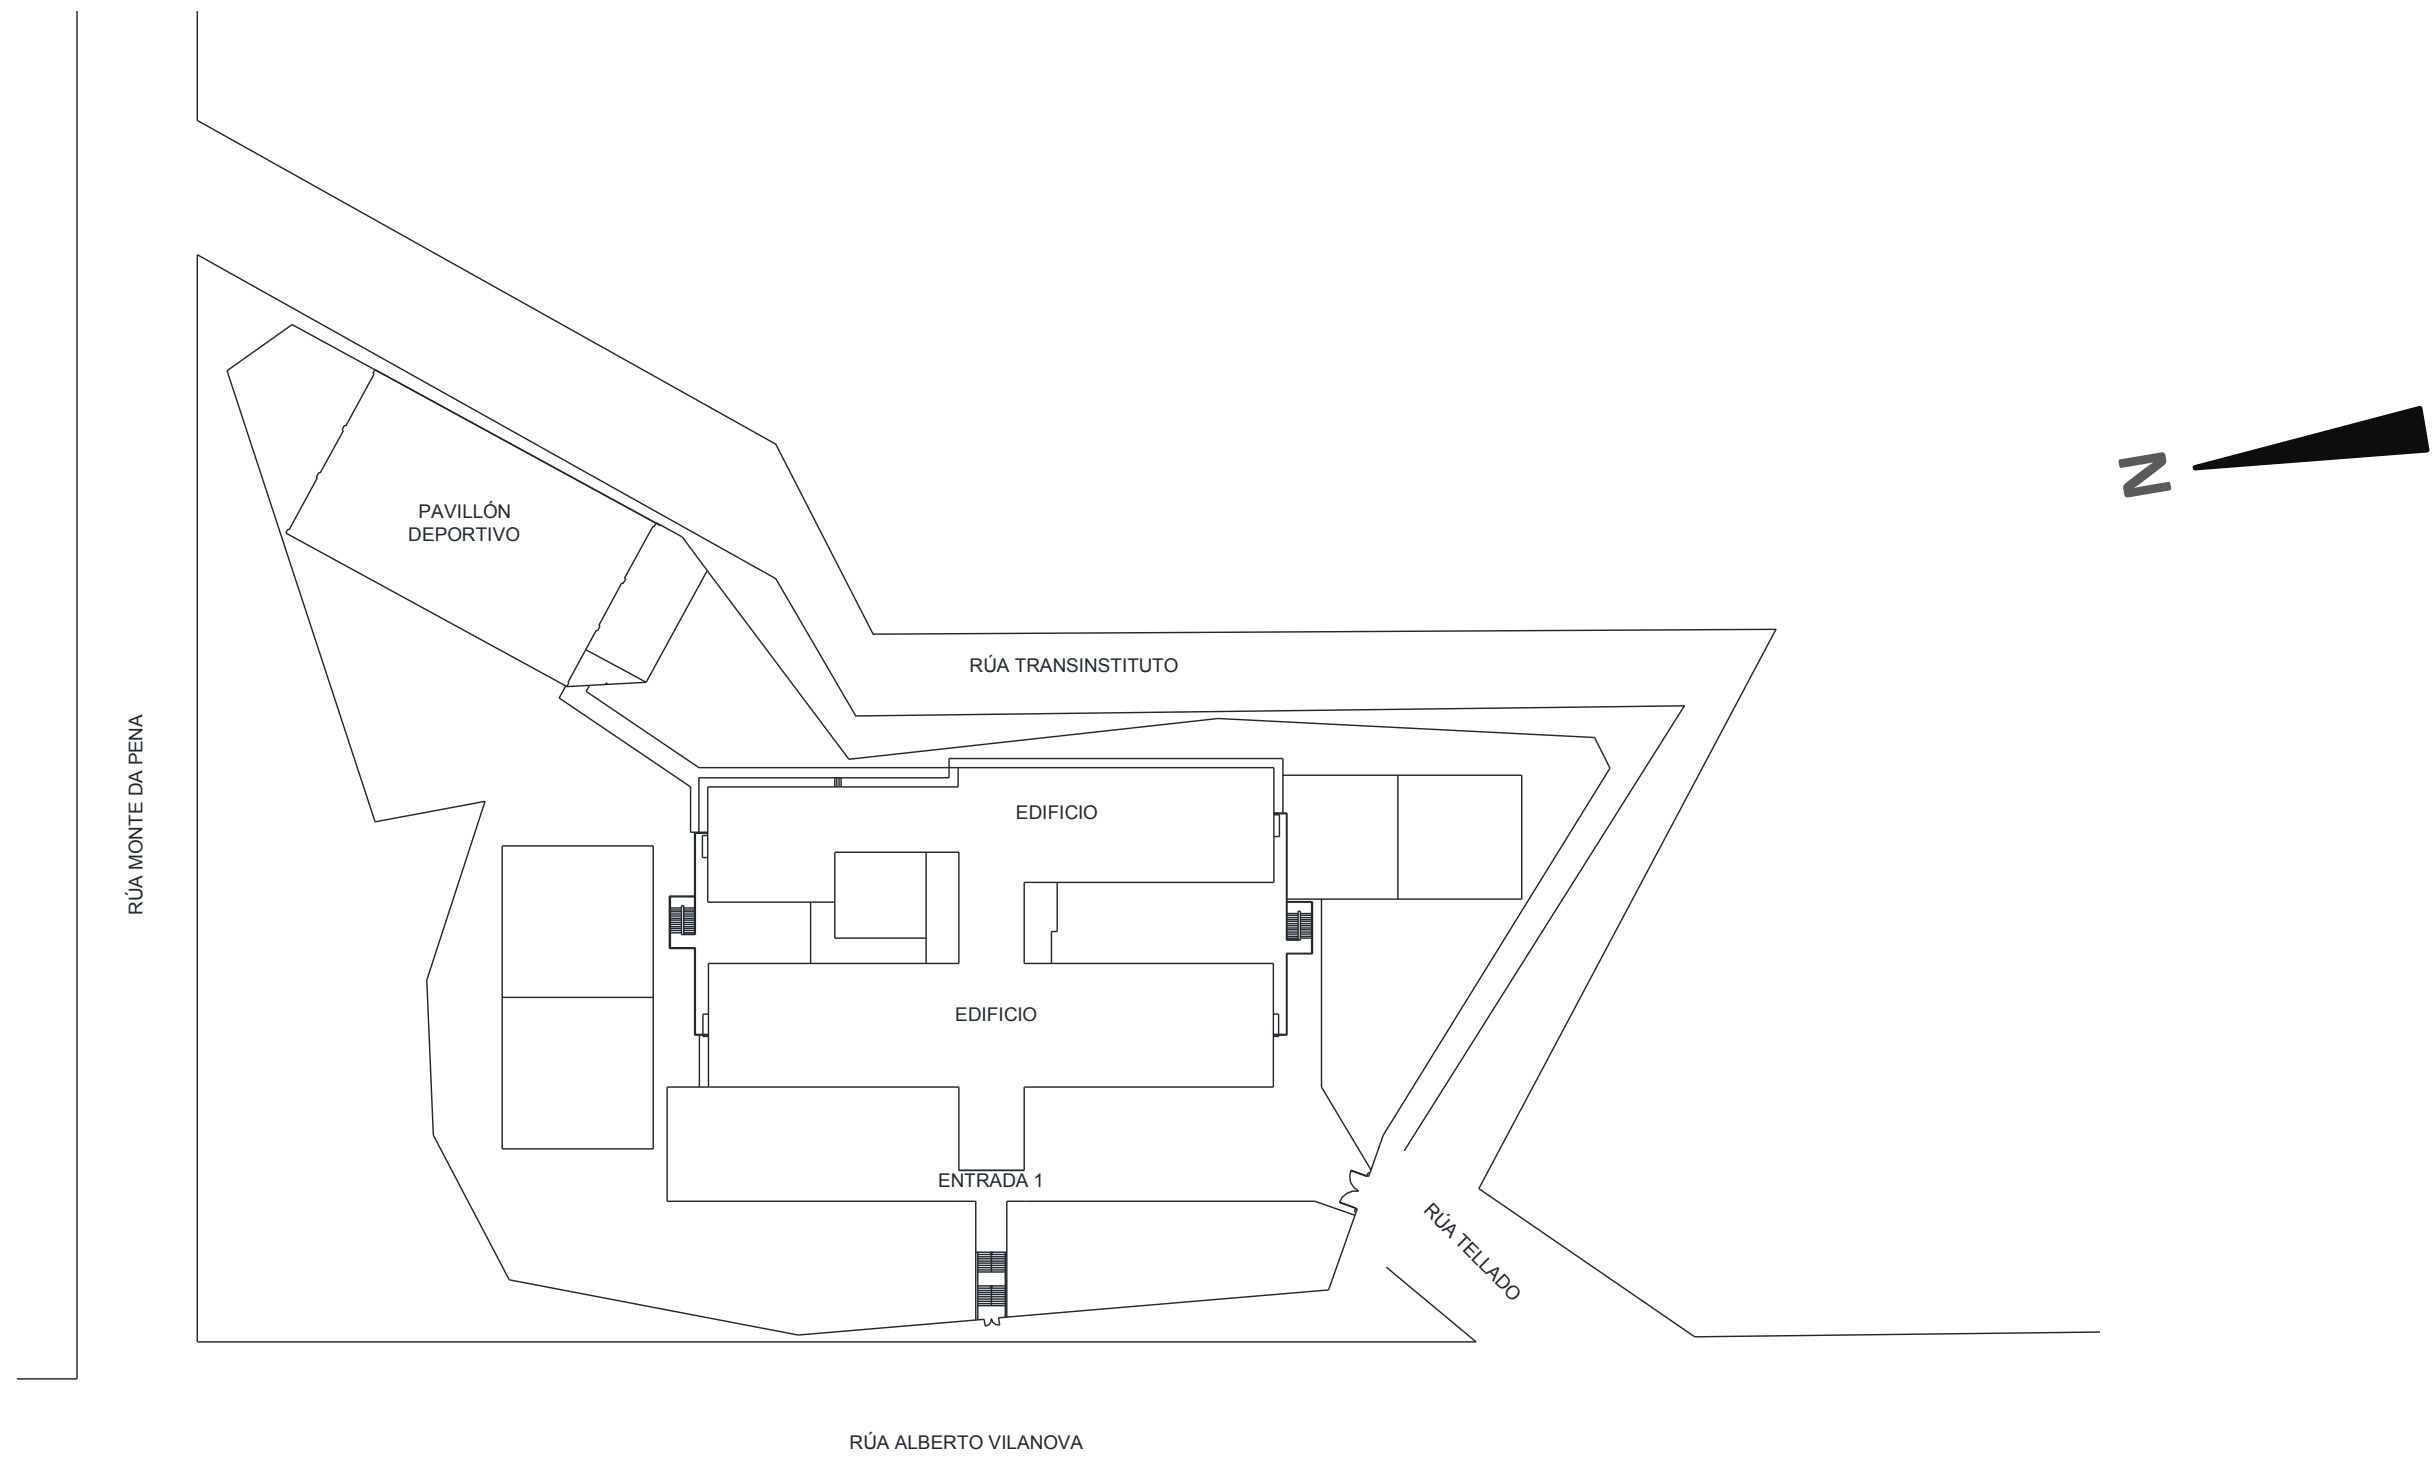 PAVILLÓN
DEPORTIVO
N
RÚA TRANSINSTITUTO
RÚA MONTE DA PENA
EDIFICIO
EDIFICIO
ENTRADA 1
RÚA TELLADO
RÚA ALBERTO VILANOVA